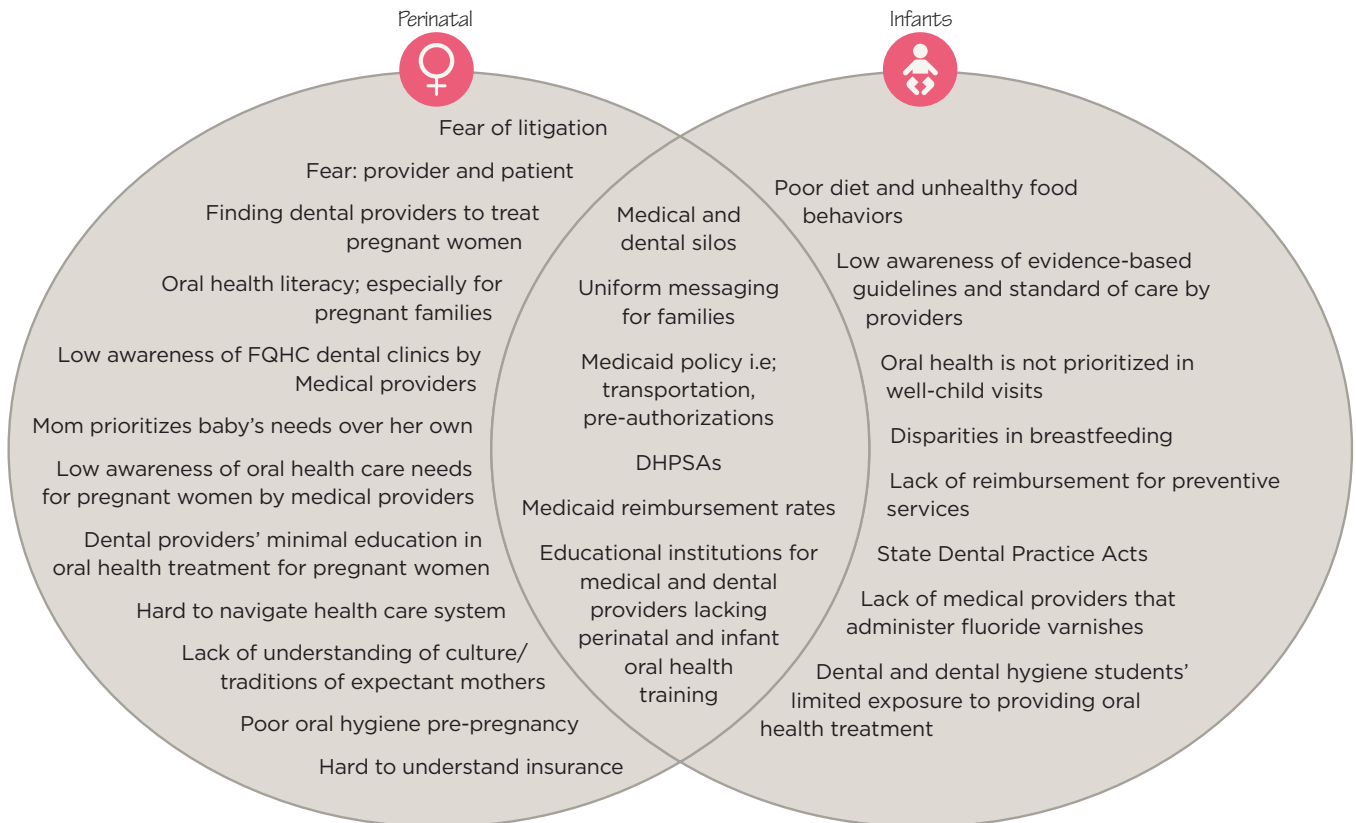 Perinatal
Fear of litigation
Fear: provider and patient
Finding dental providers to treat
pregnant women
Oral health literacy; especially for
pregnant families
Low awareness of FQHC dental clinics by
Medical providers
Mom prioritizes baby's needs over her own
Low awareness of oral health care needs
for pregnant women by medical providers
Dental providers' minimal education in
oral health treatment for pregnant women
Hard to navigate health care system
Lack of understanding of culture/
traditions of expectant mothers
Poor oral hygiene pre-pregnancy
Hard to understand insurance
Medical and
dental silos
Uniform messaging
for families
Medicaid policy i.e;
transportation,
pre-authorizations
DHPSAs
Medicaid reimbursement rates
Educational institutions for
medical and dental
providers lacking
perinatal and infant
oral health
training
Infants
Poor diet and unhealthy food
behaviors
Low awareness of evidence-based
guidelines and standard of care by
providers
Oral health is not prioritized in
well-child visits
Disparities in breastfeeding
Lack of reimbursement for preventive
services
State Dental Practice Acts
Lack of medical providers that
administer fluoride varnishes
Dental and dental hygiene students'
limited exposure to providing oral
health treatment